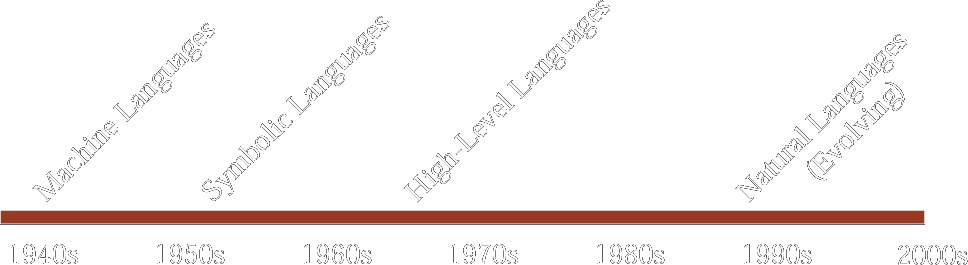 Machine Languages
Symbolic Languages
High-Level Languages
Natural Languages
(Evolving)
1940s 1950s 1960s 1970s 1980s 1990s 2000s